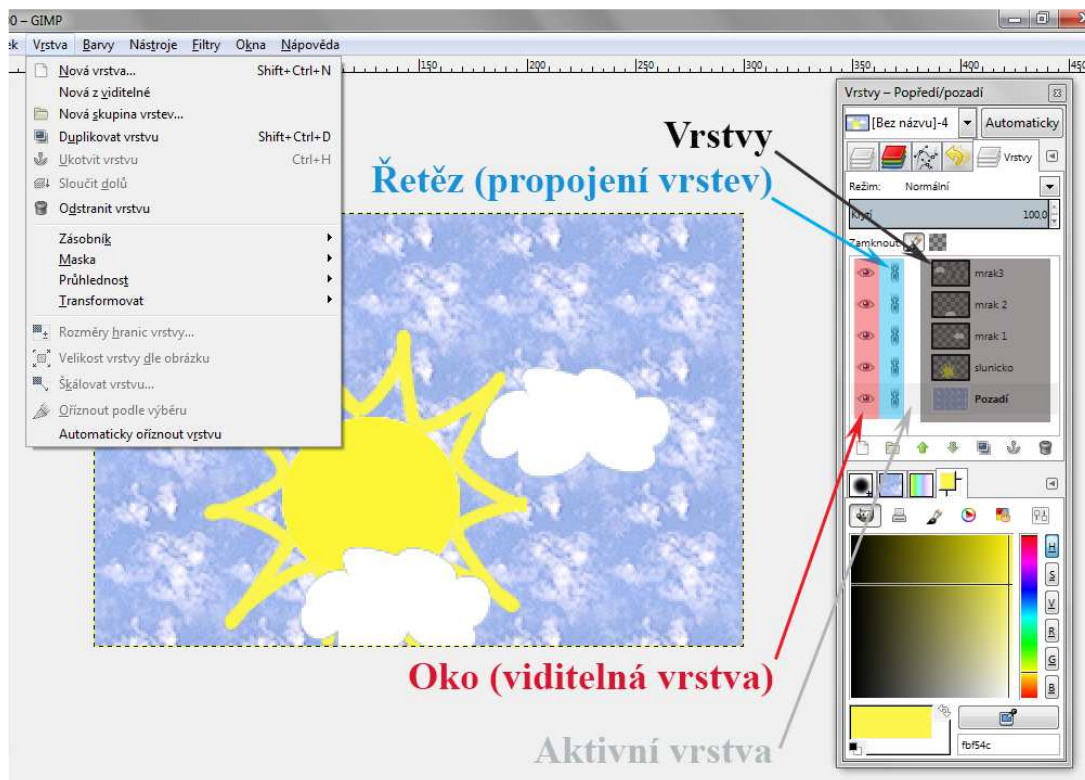 0 – GIMP
ek Vrstva Barvy Nástroje Filtry Okna Nápověda
150 200 250 300 350 400 450
Nová vrstva... Shift+Ctrl+N
Nová z viditelné
Nová skupina vrstev...
Duplikovat vrstvu Shift+Ctrl+D
Ukotvit vrstvu Ctrl+H
Sloučit dolů
Odstranit vrstvu
Zásobník
Maska
Průhlednost
Transformovat
Rozměry hranic vrstvy...
Velikost vrstvy dle obrázku
Škálovat vrstvu...
Oříznout podle výběru
Automaticky oříznout vrstvu
Vrstvy
Řetěz (propojení vrstev)
Oko (viditelná vrstva)
Aktivní vrstva
Vrstvy – Popředí/pozadí
[Bez názvu]-4 Automaticky
Vrstvy
Režim: Normální
Krytí 100,0
Zamknout:
mrak3
mrak 2
mrak 1
slunicko
Pozadí
H
S
V
R
G
B
fbf54c